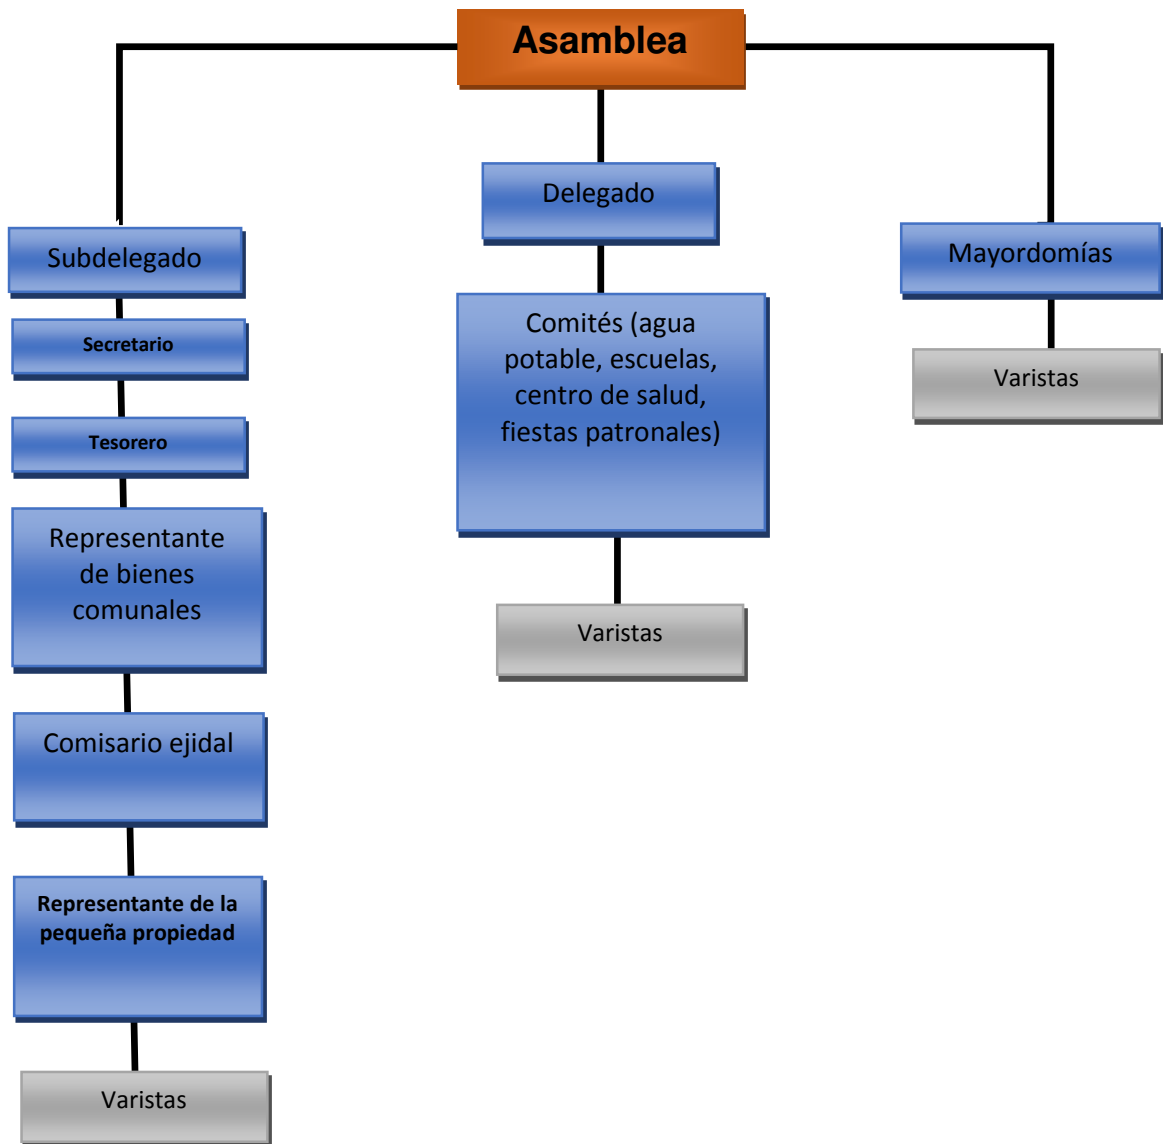 Asamblea
Delegado
Subdelegado
Mayordomías
Secretario
Comités (agua
potable, escuelas,
centro de salud,
fiestas patronales)
Varistas
Tesorero
Representante
de bienes
comunales
Varistas
Comisario ejidal
Representante de la
pequeña propiedad
Varistas